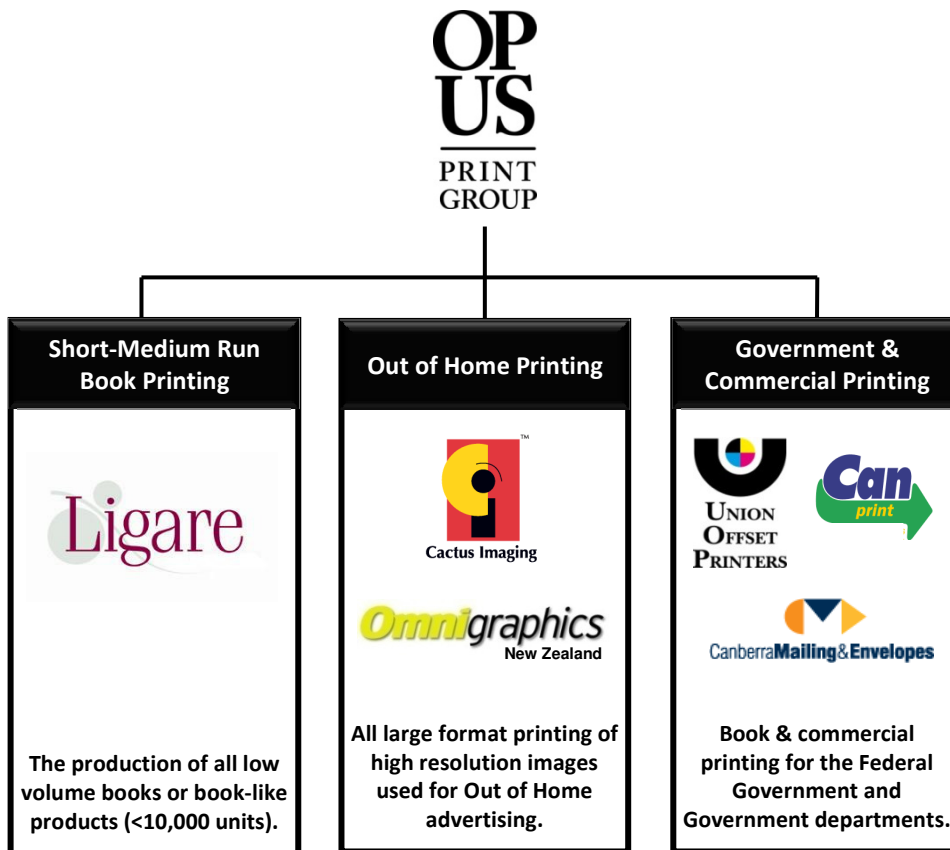 OP
US
PRINT
GROUP
Short-Medium Run
Book Printing
Ligare
The production of all low
volume books or book-like
products (<10,000 units).
Out of Home Printing
TM
Cactus Imaging
Omnigraphics
New Zealand
All large format printing of
high resolution images
used for Out of Home
advertising.
Government &
Commercial Printing
UNION
OFFSET
PRINTERS
Can
print
CanberraMailing&Envelopes
Book & commercial
printing for the Federal
Government and
Government departments.